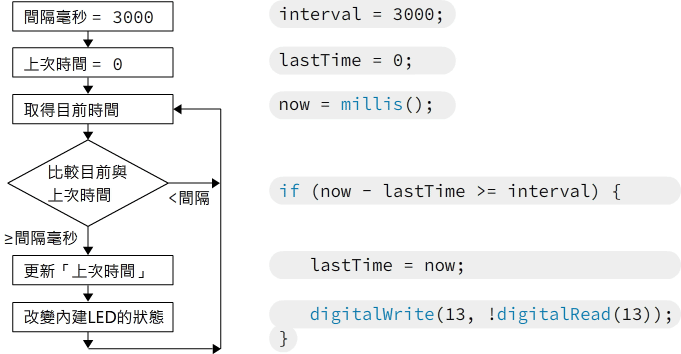 間隔毫秒 = 3000
interval = 3000;
上次時間 = 0
lastTime = 0;
取得目前時間
now = millis();
比較目前與
上次時間
<間隔
if (now - lastTime >= interval) {
≥間隔毫秒
更新「上次時間」
lastTime = now;
改變內建LED的狀態
digitalWrite(13, !digitalRead(13));
}